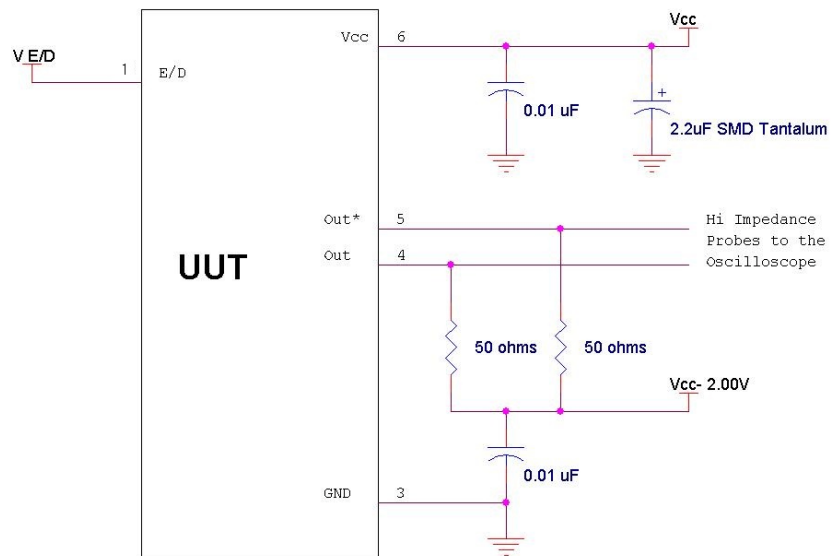 Vcc
Vcc 6
V E/D
1 E/D
0.01 uF
2.2uF SMD Tantalum
+
Out* 5
Hi Impedance
Probes to the
Oscilloscope
Out 4
UUT
50 ohms 50 ohms
Vcc- 2.00V
0.01 uF
GND 3